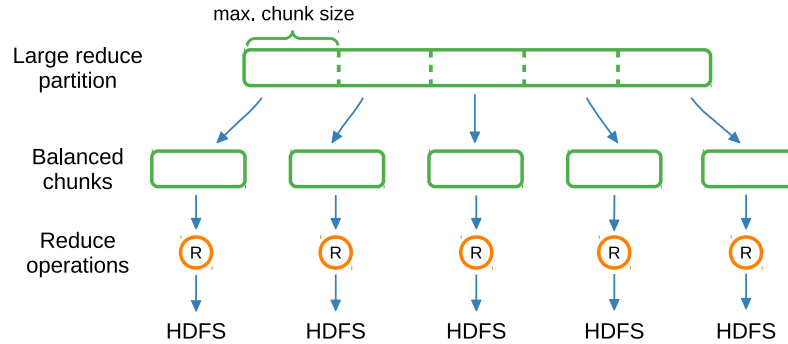 max. chunk size
Large reduce
partition
Balanced
chunks
Reduce
operations
R R R R R
HDFS HDFS HDFS HDFS HDFS